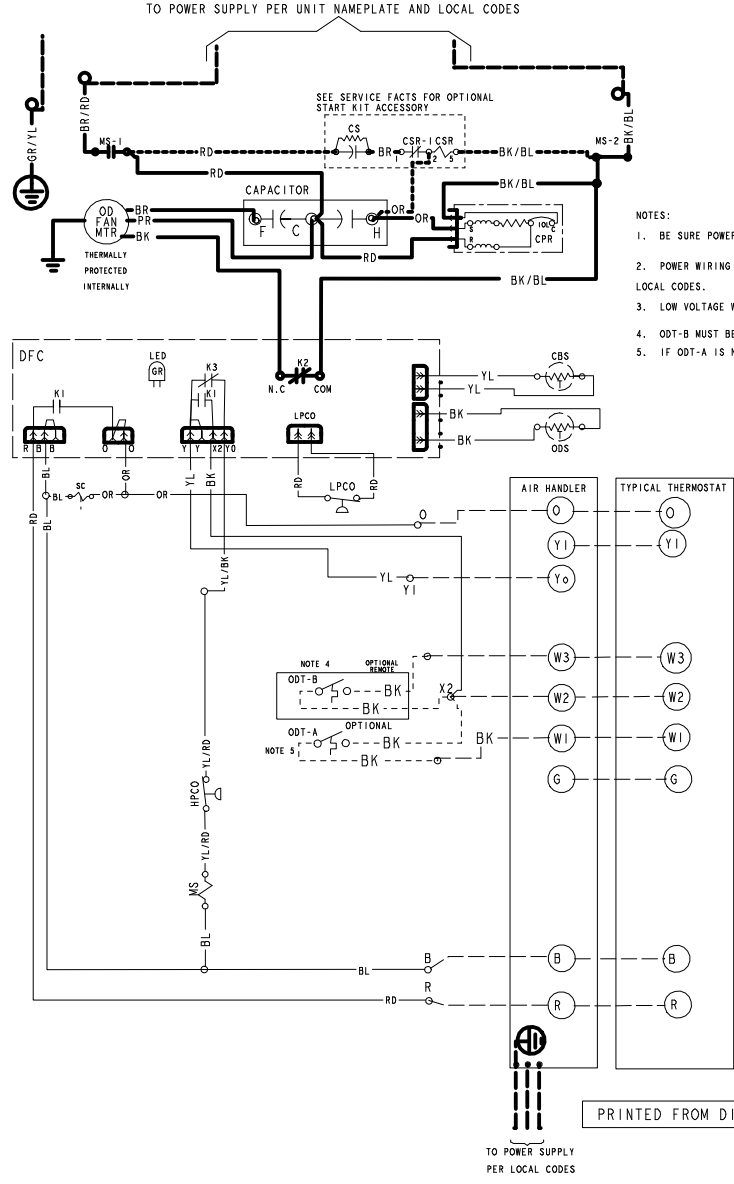 TO POWER SUPPLY PER UNIT NAMEPLATE AND LOCAL CODES
GR/YL
BR/RD
BK/BL
SEE SERVICE FACTS FOR OPTIONAL
START KIT ACCESSORY
CS
MS-1
RD
BR
CSR-1
CSR
1
2
5
BK/BL
MS-2
RD
BK/BL
CAPACITOR
OD
FAN
MTR
BR
PR
BK
F
C
H
OR
OR
S
R
IOL
C
CPR
RD
BK/BL
THERMALLY
PROTECTED
INTERNALLY
NOTES:
1. BE SURE POWER
2. POWER WIRING
LOCAL CODES.
3. LOW VOLTAGE W
4. ODT-B MUST BE
5. IF ODT-A IS N
DFC
LED
GR
K1
K3
K1
K2
N.C
COM
LPCO
YL
YL
CBS
BK
BK
ODS
R
B
B
O
O
Y
Y
X2
YO
BL
BL
SC
OR
OR
OR
YL
BK
RD
LPCO
RD
RD
BL
YL/BK
AIR HANDLER
TYPICAL THERMOSTAT
O
O
O
Y1
Y1
YL
Y1
Yo
NOTE 4
OPTIONAL
REMOTE
ODT-B
BK
BK
X2
W3
W3
W2
W2
ODT-A
OPTIONAL
BK
NOTE 5
BK
BK
W1
W1
G
G
YL/RD
HPCO
YL/RD
MS
BL
BL
B
B
B
RD
R
R
R
PRINTED FROM DI
TO POWER SUPPLY
PER LOCAL CODES